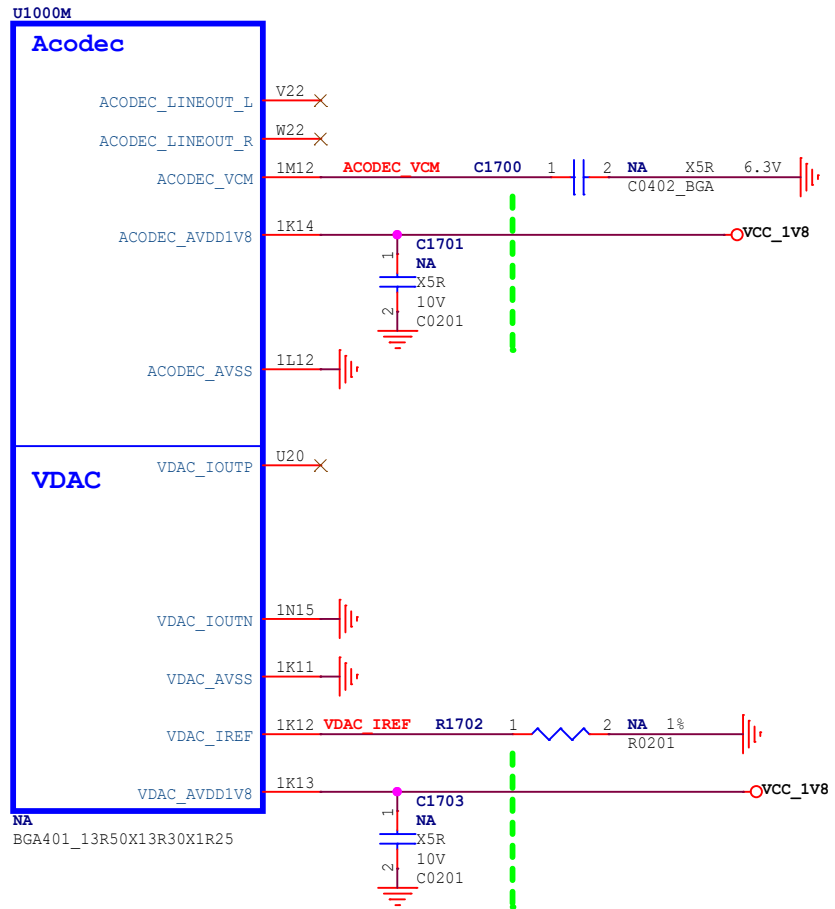 U1000M
Acodec
ACODEC_LINEOUT_L V22
ACODEC_LINEOUT_R W22
ACODEC_VCM 1M12 ACODEC_VCM C1700 1 2 NA X5R 6.3V
C0402_BGA
ACODEC_AVDD1V8 1K14 VCC_1V8
1 C1701
NA
X5R
10V
2 C0201
ACODEC_AVSS 1L12
VDAC
VDAC_IOUTP U20
VDAC_IOUTN 1N15
VDAC_AVSS 1K11
VDAC_IREF 1K12 VDAC_IREF R1702 1 2 NA 1%
R0201
VDAC_AVDD1V8 1K13 VCC_1V8
1 C1703
NA
X5R
10V
2 C0201
NA
BGA401_13R50X13R30X1R25